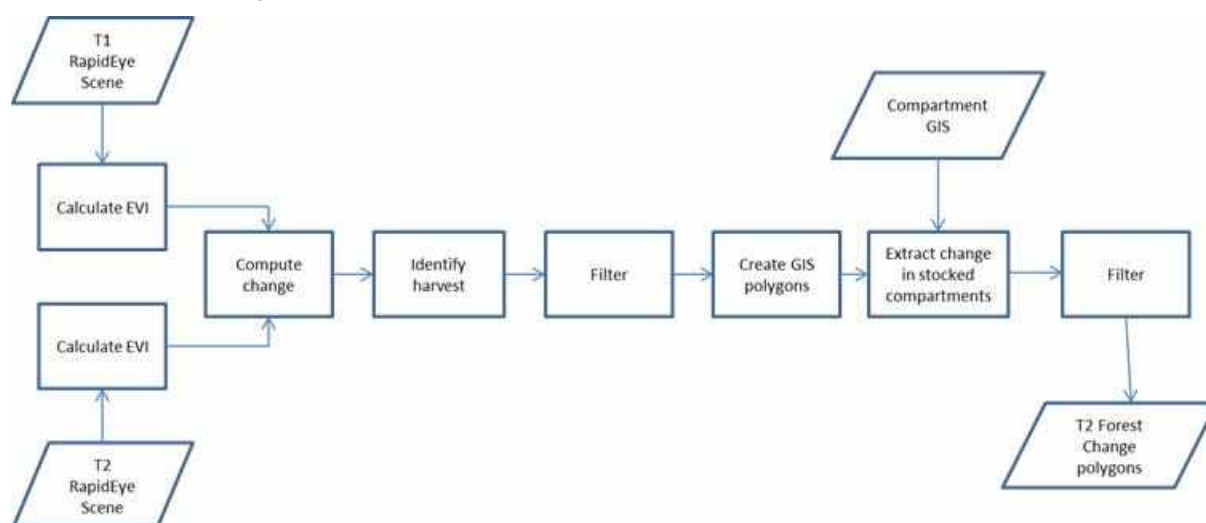 T1
RapidEye
Scene
Calculate EVI
Calculate EVI
T2
RapidEye
Scene
Compute
change
Identify
harvest
Filter
Create GIS
polygons
Compartment
GIS
Extract change
in stocked
compartments
Filter
T2 Forest
Change
polygons